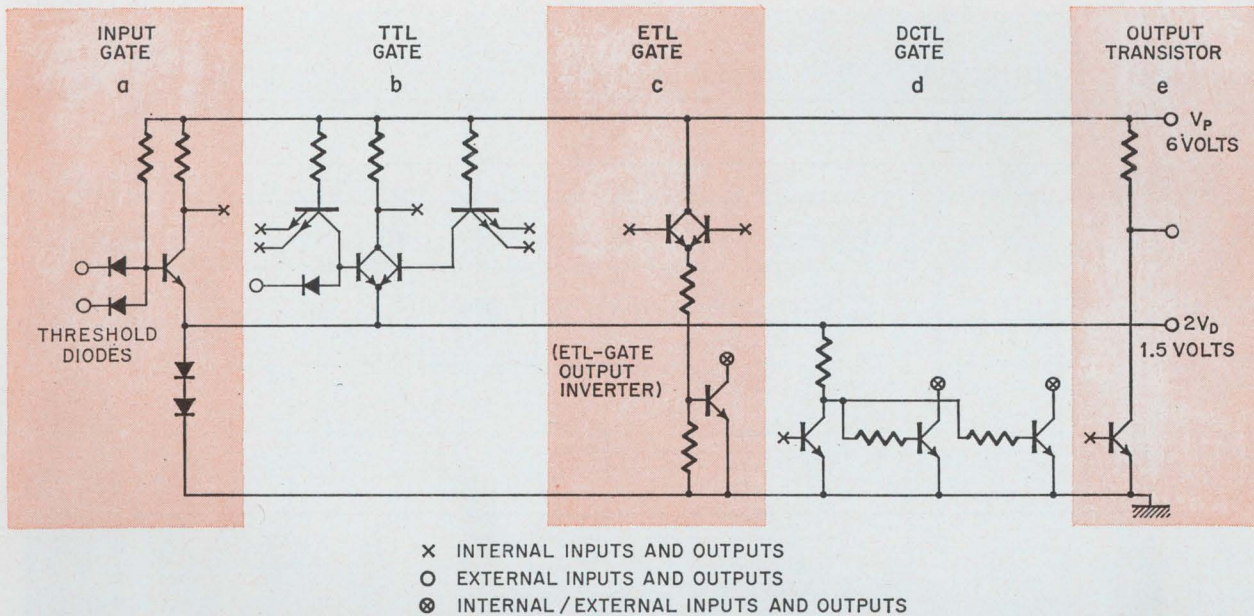 INPUT
GATE
a
TTL
GATE
b
ETL
GATE
c
DCTL
GATE
d
OUTPUT
TRANSISTOR
e
VP
6 VOLTS
THRESHOLD
DIODES
(ETL-GATE
OUTPUT
INVERTER)
2VD
1.5 VOLTS
× INTERNAL INPUTS AND OUTPUTS
○ EXTERNAL INPUTS AND OUTPUTS
⊗ INTERNAL/EXTERNAL INPUTS AND OUTPUTS